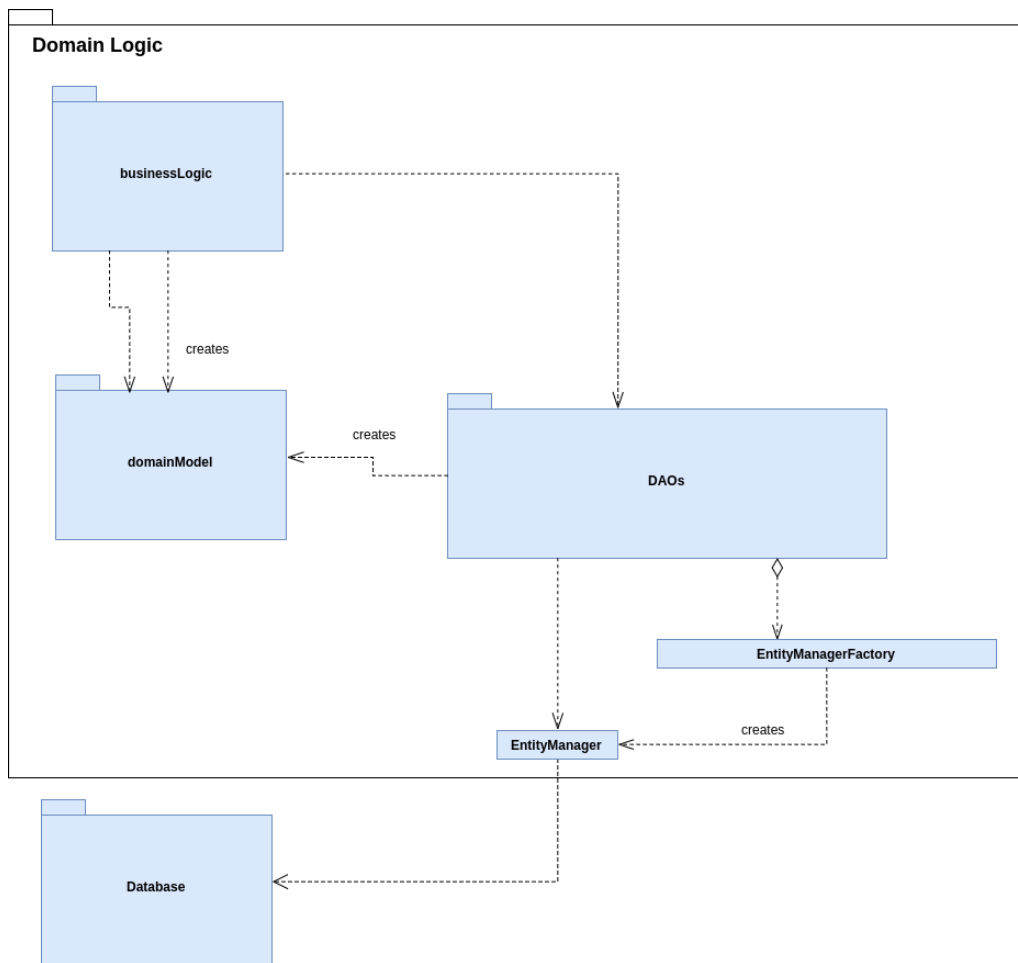 Domain Logic
businessLogic
creates
domainModel
creates
DAOs
EntityManagerFactory
creates
EntityManager
Database